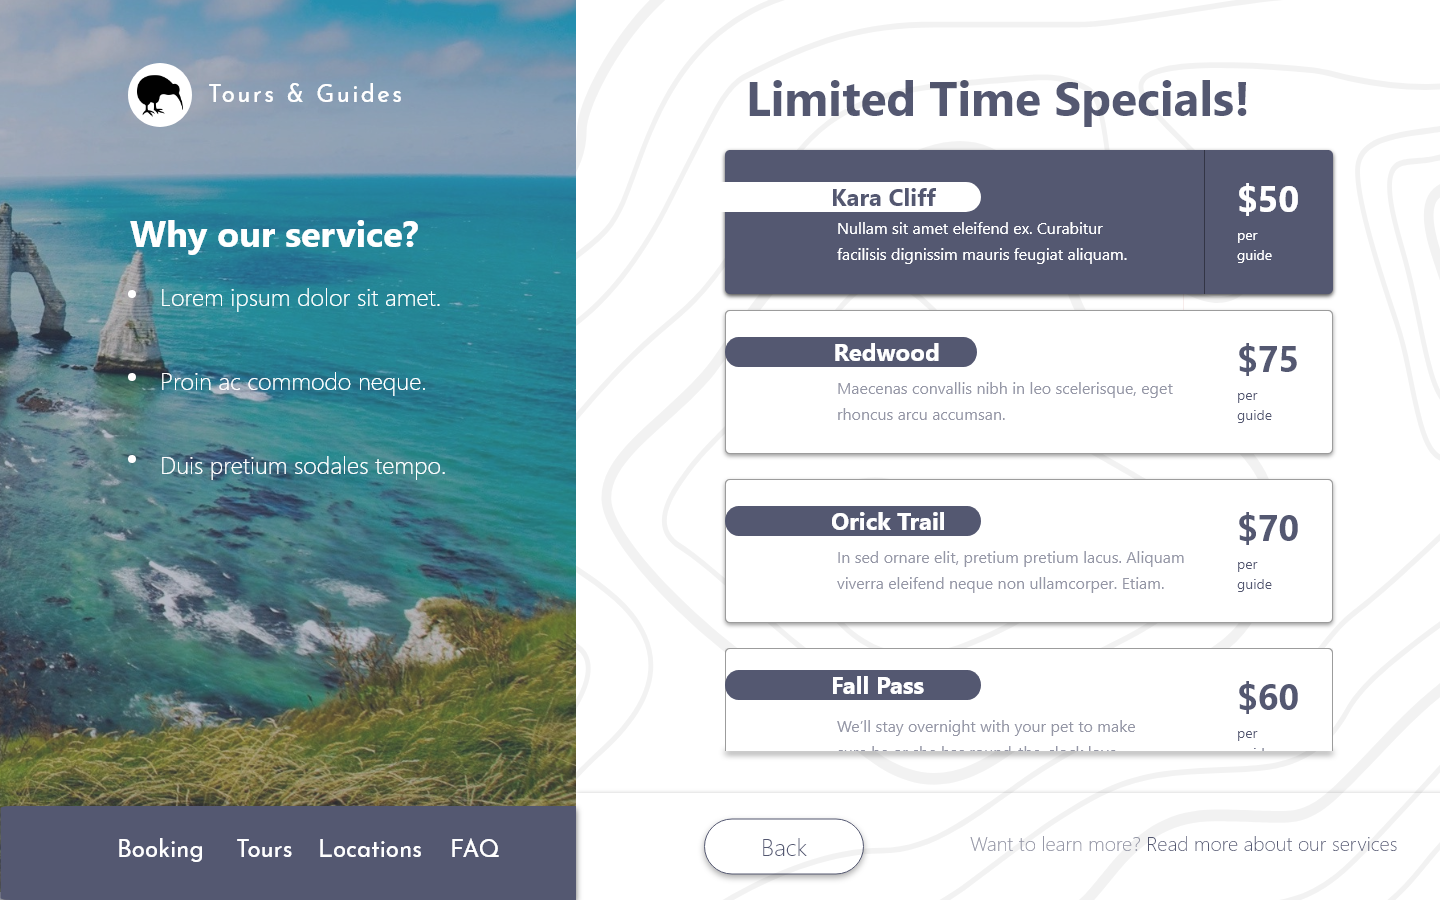 Tours & Guides
Why our service?
Lorem ipsum dolor sit amet.
Proin ac commodo neque.
Duis pretium sodales tempo.
Booking Tours Locations FAQ
Limited Time Specials!
Kara Cliff
Nullam sit amet eleifend ex. Curabitur
facilisis dignissim mauris feugiat aliquam.
$50
per
guide
Redwood
Maecenas convallis nibh in leo scelerisque, eget
rhoncus arcu accumsan.
$75
per
guide
Orick Trail
In sed ornare elit, pretium pretium lacus. Aliquam
viverra eleifend neque non ullamcorper. Etiam.
$70
per
guide
Fall Pass
We’ll stay overnight with your pet to make
$60
per
Back
Want to learn more? Read more about our services